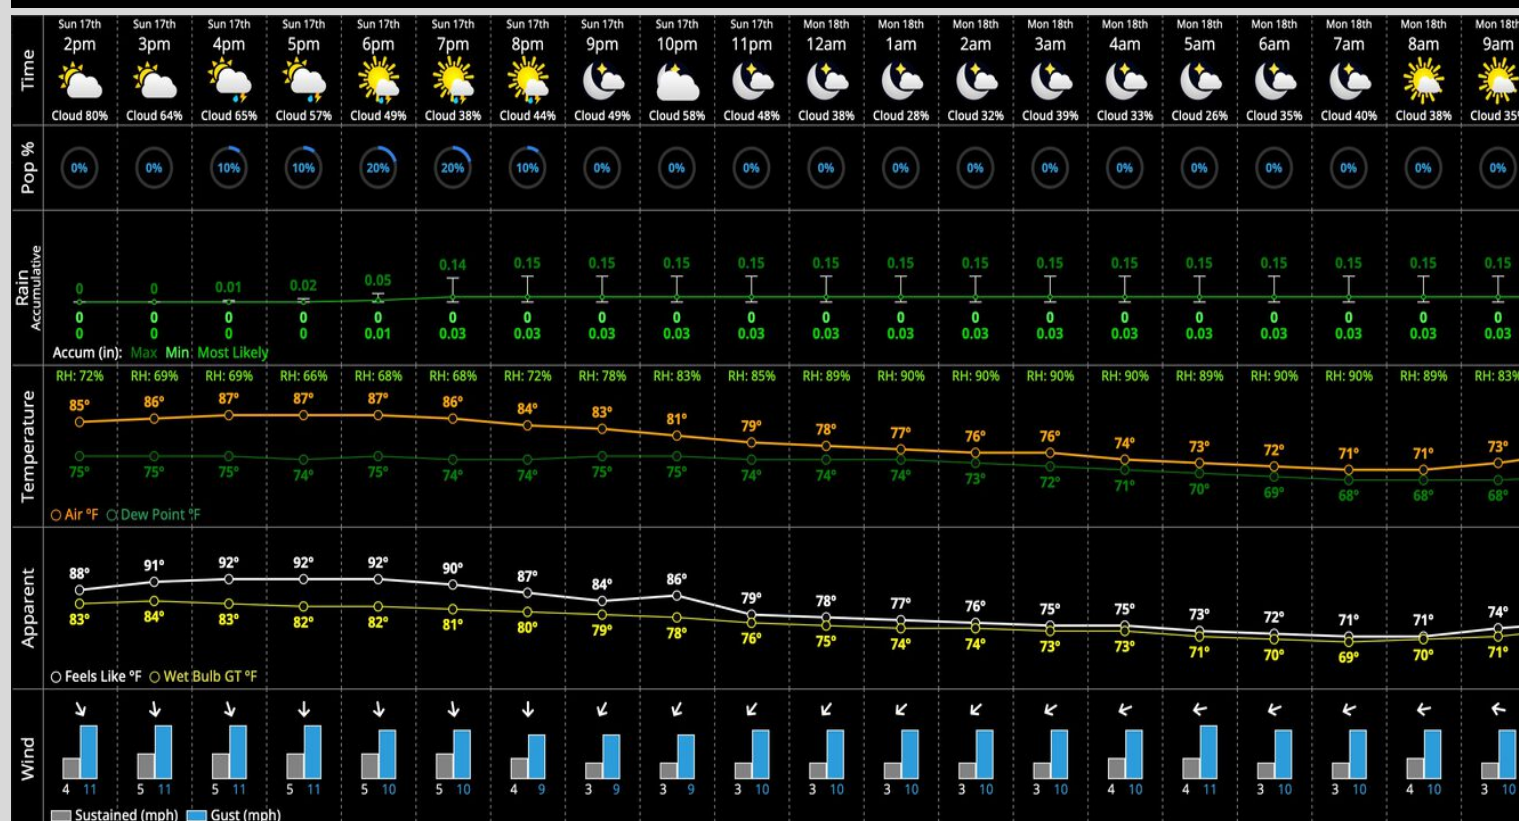 Sun 17th Sun 17th Sun 17th Sun 17th Sun 17th Sun 17th Sun 17th Sun 17th Sun 17th Sun 17th Mon 18th Mon 18th Mon 18th Mon 18th Mon 18th Mon 18th Mon 18th Mon 18th Mon 18th Mon 18th
Time
2pm 3pm 4pm 5pm 6pm 7pm 8pm 9pm 10pm 11pm 12am 1am 2am 3am 4am 5am 6am 7am 8am 9am
Cloud 80% Cloud 64% Cloud 65% Cloud 57% Cloud 49% Cloud 38% Cloud 44% Cloud 49% Cloud 58% Cloud 48% Cloud 38% Cloud 28% Cloud 32% Cloud 39% Cloud 33% Cloud 26% Cloud 35% Cloud 40% Cloud 38% Cloud 35%
Pop %
0% 0% 10% 10% 20% 20% 10% 0% 0% 0% 0% 0% 0% 0% 0% 0% 0% 0% 0% 0%
Rain
Accumulative
0 0 0.01 0.02 0.05 0.14 0.15 0.15 0.15 0.15 0.15 0.15 0.15 0.15 0.15 0.15 0.15 0.15 0.15 0.15
0 0 0 0 0 0 0 0 0 0 0 0 0 0 0 0 0 0 0 0
0 0 0 0 0.01 0.03 0.03 0.03 0.03 0.03 0.03 0.03 0.03 0.03 0.03 0.03 0.03 0.03 0.03 0.03
Accum (in): Max Min Most Likely
Temperature
RH: 72% RH: 69% RH: 69% RH: 66% RH: 68% RH: 68% RH: 72% RH: 78% RH: 83% RH: 85% RH: 89% RH: 90% RH: 90% RH: 90% RH: 90% RH: 89% RH: 90% RH: 90% RH: 89% RH: 83%
85° 86° 87° 87° 87° 86° 84° 83° 81° 79° 78° 77° 76° 76° 74° 73° 72° 71° 71° 73°
75° 75° 75° 74° 75° 74° 74° 75° 75° 74° 74° 74° 73° 72° 71° 70° 69° 68° 68° 68°
Air °F Dew Point °F
Apparent
88° 91° 92° 92° 92° 90° 87° 84° 86° 79° 78° 77° 76° 75° 75° 73° 72° 71° 71° 74°
83° 84° 83° 82° 82° 81° 80° 79° 78° 76° 75° 74° 74° 73° 73° 71° 70° 69° 70° 71°
Feels Like °F Wet Bulb GT °F
Wind
4 11 5 11 5 11 5 11 5 10 5 10 4 9 3 9 3 9 3 10 3 10 3 10 3 10 3 10 4 10 4 11 3 10 3 10 4 10 3 10
Sustained (mph) Gust (mph)